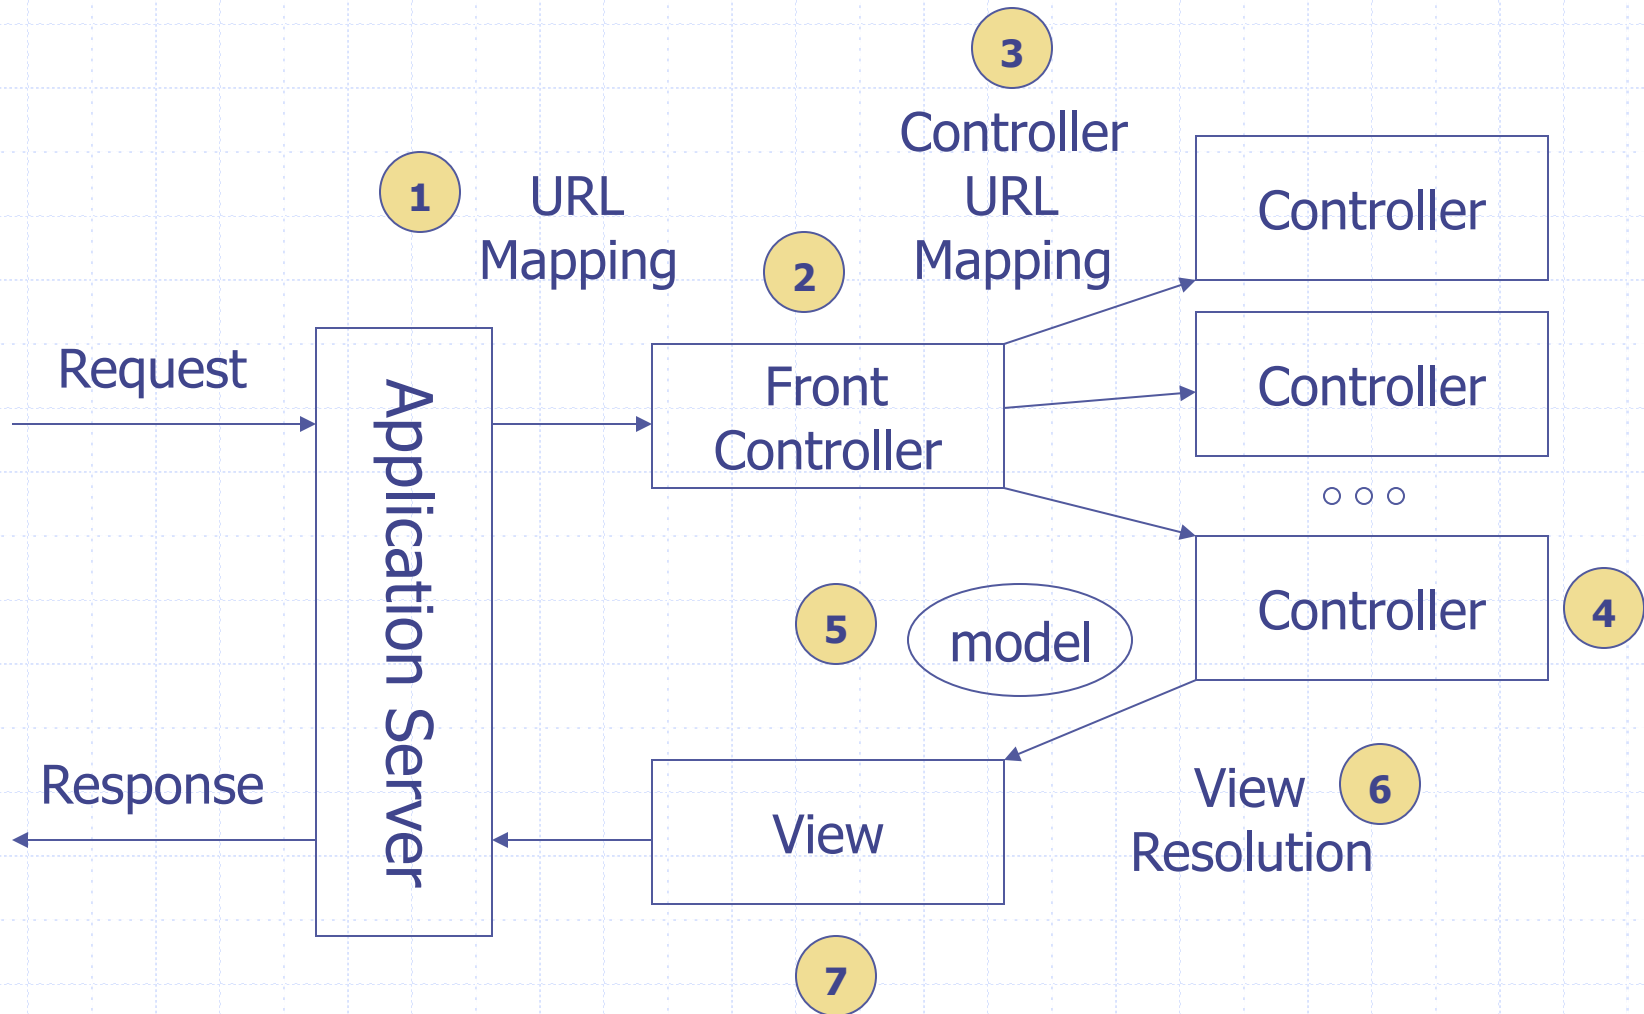 3
Controller
URL
Mapping
1
URL
Mapping
2
Controller
Request
Application Server
Front
Controller
Controller
5
model
Controller
4
Response
View
View
Resolution
6
7